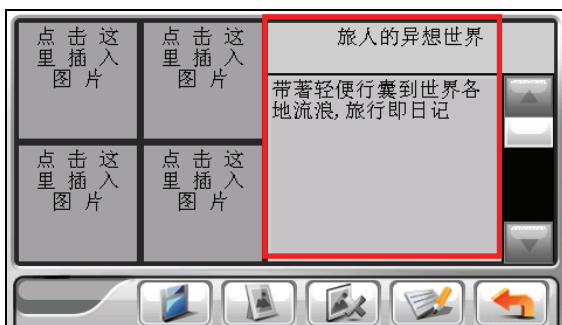 点 击 这
里 插 入
图 片
点 击 这
里 插 入
图 片
旅人的异想世界
带著轻便行囊到世界各
地流浪,旅行即日记
点 击 这
里 插 入
图 片
点 击 这
里 插 入
图 片